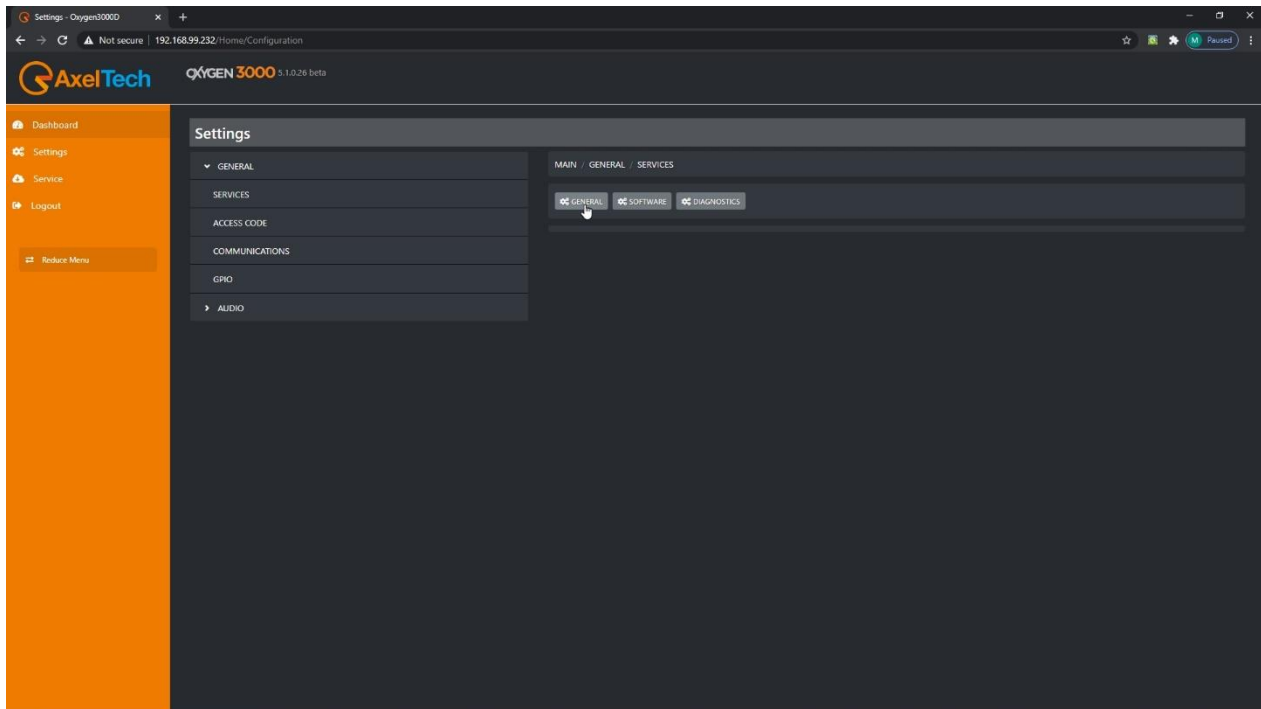 Settings - Oxygen3000D
Not secure | 192.168.99.232/Home/Configuration
M Paused
AxelTech
OXYGEN 3000 5.1.0.26 beta
Dashboard
Settings
Service
Logout
Reduce Menu
Settings
GENERAL
SERVICES
ACCESS CODE
COMMUNICATIONS
GPIO
AUDIO
MAIN / GENERAL / SERVICES
GENERAL SOFTWARE DIAGNOSTICS